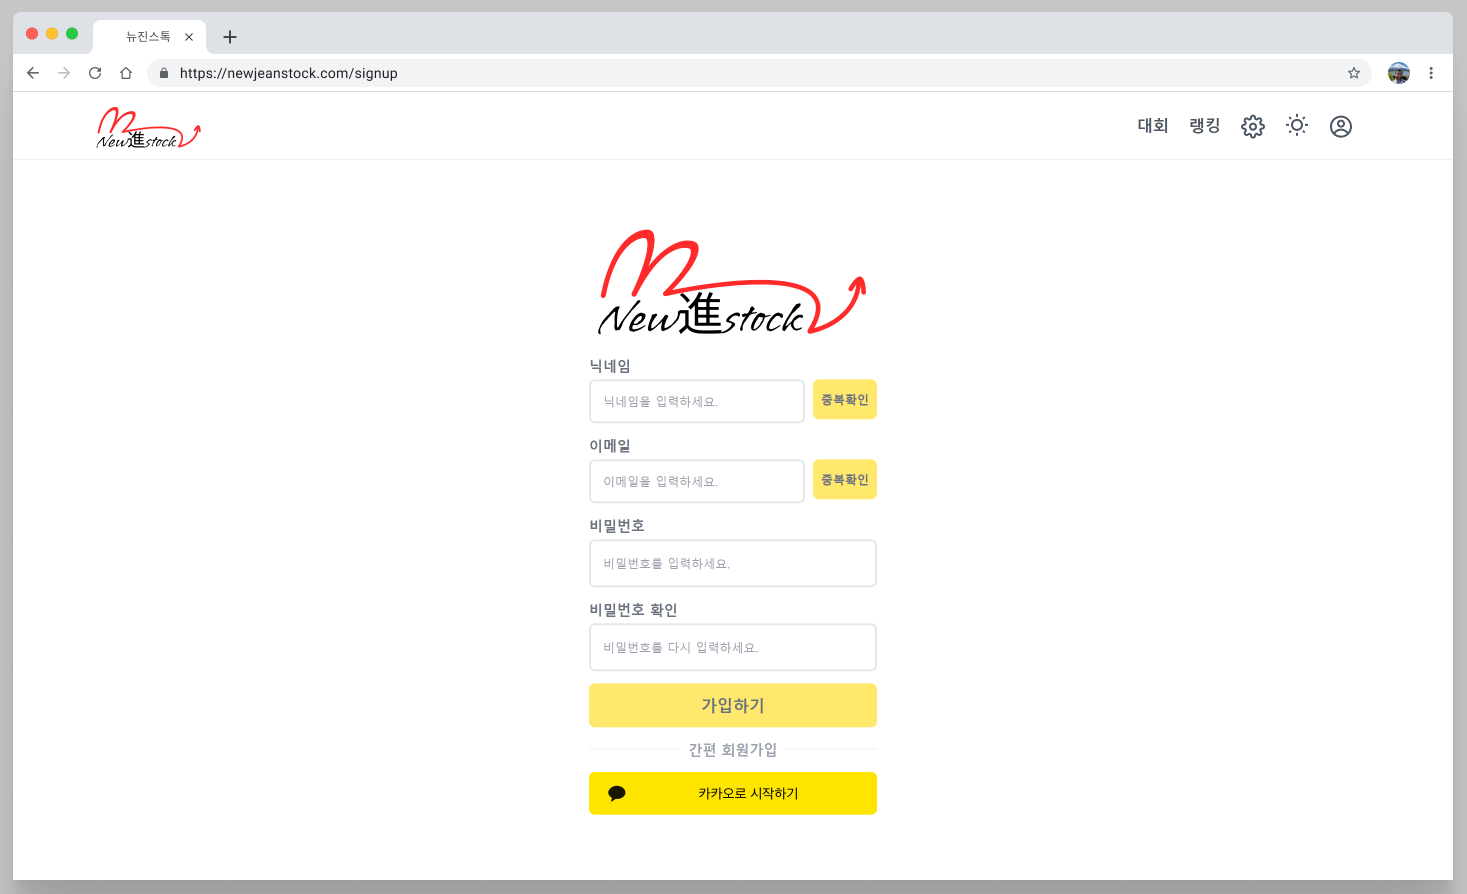 뉴진스톡
https://newjeanstock.com/signup
New進stock
대회 랭킹
New進stock
닉네임
닉네임을 입력하세요.
중복확인
이메일
이메일을 입력하세요.
중복확인
비밀번호
비밀번호를 입력하세요.
비밀번호 확인
비밀번호를 다시 입력하세요.
가입하기
간편 회원가입
카카오로 시작하기